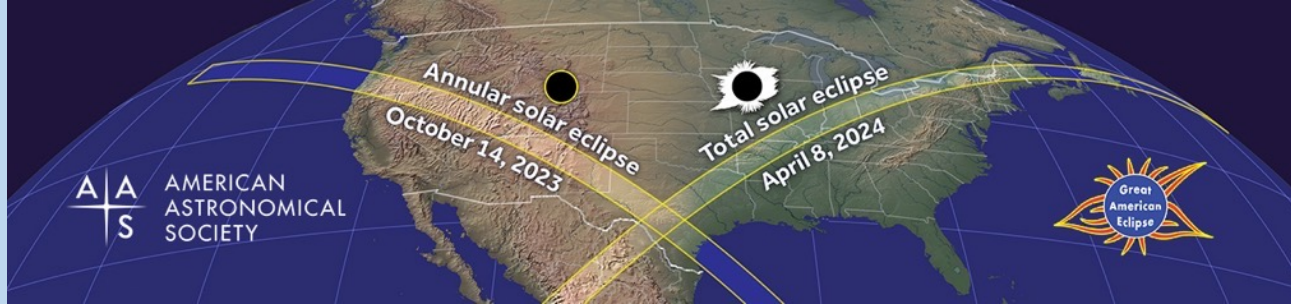 Annular solar eclipse
October 14, 2023
Total solar eclipse
April 8, 2024
A A
S
AMERICAN
ASTRONOMICAL
SOCIETY
Great
American
Eclipse